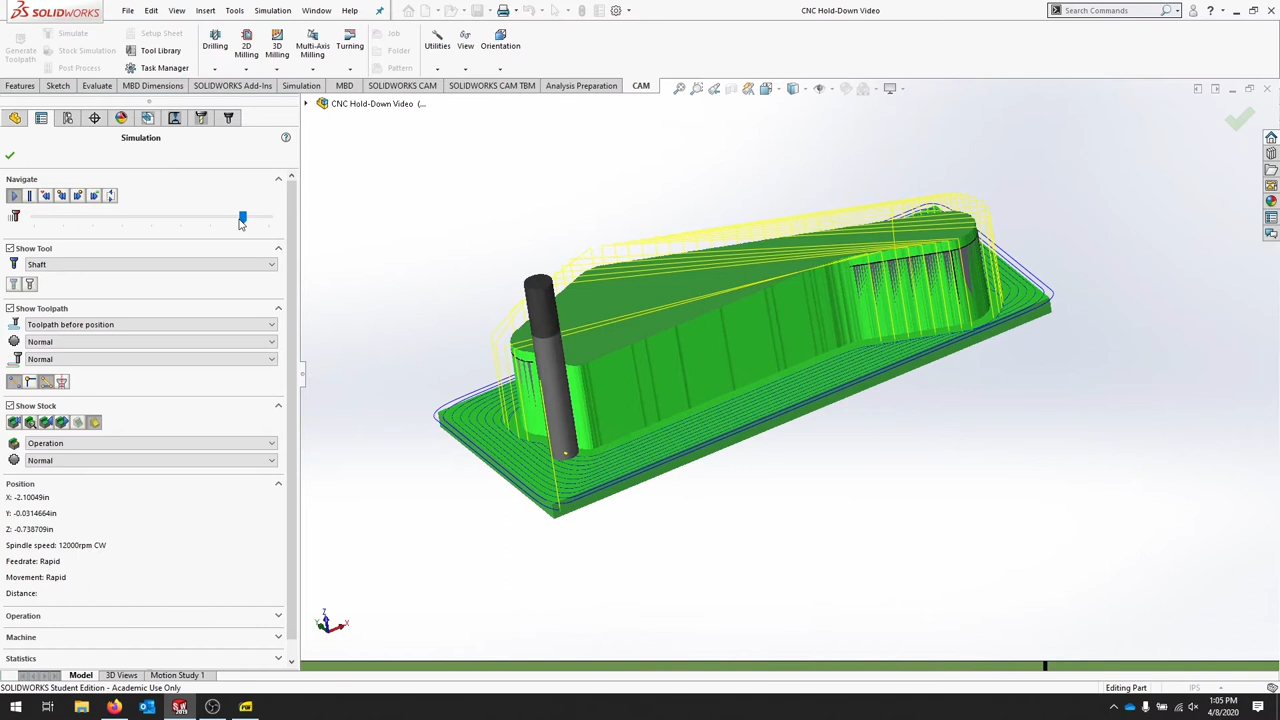 SOLIDWORKS
File Edit View Insert Tools Simulation Window Help
CNC Hold-Down Video
Search Commands
Generate Toolpath
Simulate
Stock Simulation
Post Process
Setup Sheet
Tool Library
Task Manager
Drilling
2D Milling
3D Milling
Multi-Axis Milling
Turning
Job
Folder
Pattern
Utilities
View
Orientation
Features Sketch Evaluate MBD Dimensions SOLIDWORKS Add-Ins Simulation MBD SOLIDWORKS CAM SOLIDWORKS CAM TBM Analysis Preparation CAM
CNC Hold-Down Video (...
Simulation
Navigate
Show Tool
Shaft
Show Toolpath
Toolpath before position
Normal
Normal
Show Stock
Operation
Normal
Position
X: -2.10049in
Y: -0.0314664in
Z: -0.738709in
Spindle speed: 12000rpm CW
Feedrate: Rapid
Movement: Rapid
Distance:
Operation
Machine
Statistics
Z
Y
X
Model 3D Views Motion Study 1
SOLIDWORKS Student Edition - Academic Use Only
Editing Part
IPS
1:05 PM
4/8/2020